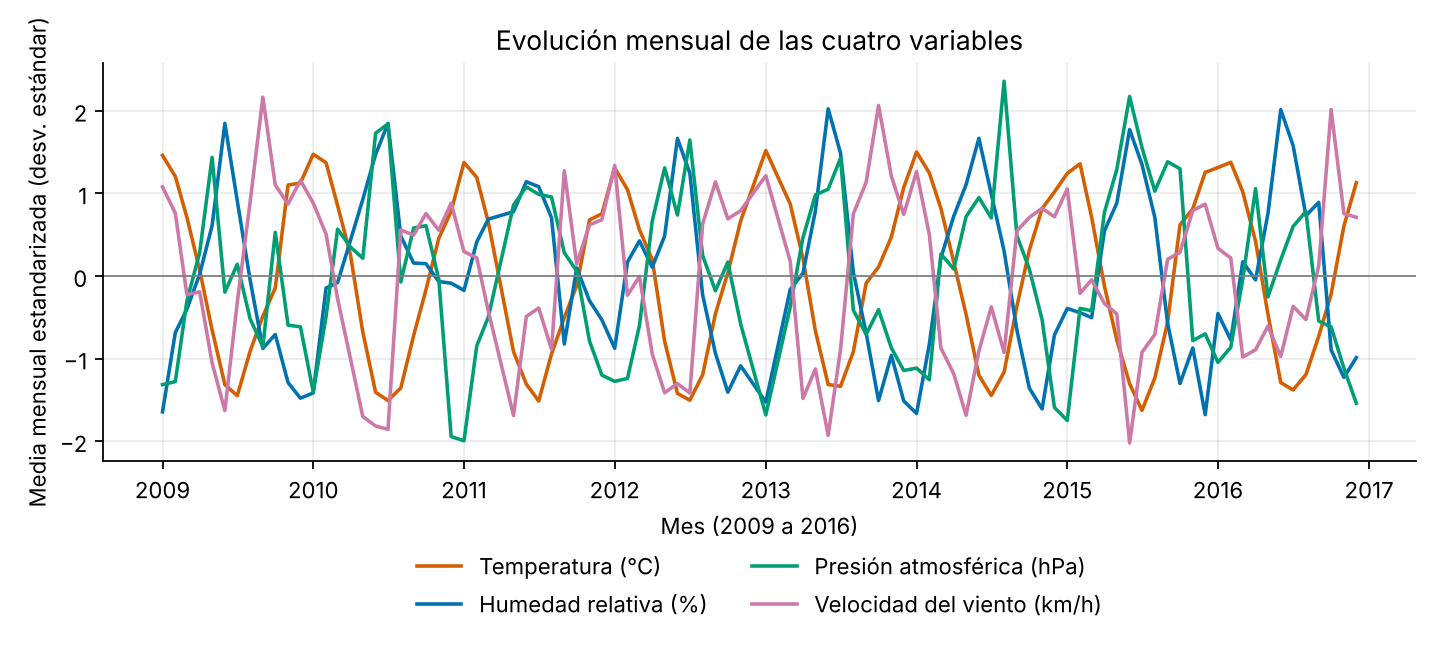 Evolución mensual de las cuatro variables
Media mensual estandarizada (desv. estándar)
2
1
0
−1
−2
2009 2010 2011 2012 2013 2014 2015 2016 2017
Mes (2009 a 2016)
Temperatura (°C) Presión atmosférica (hPa)
Humedad relativa (%) Velocidad del viento (km/h)